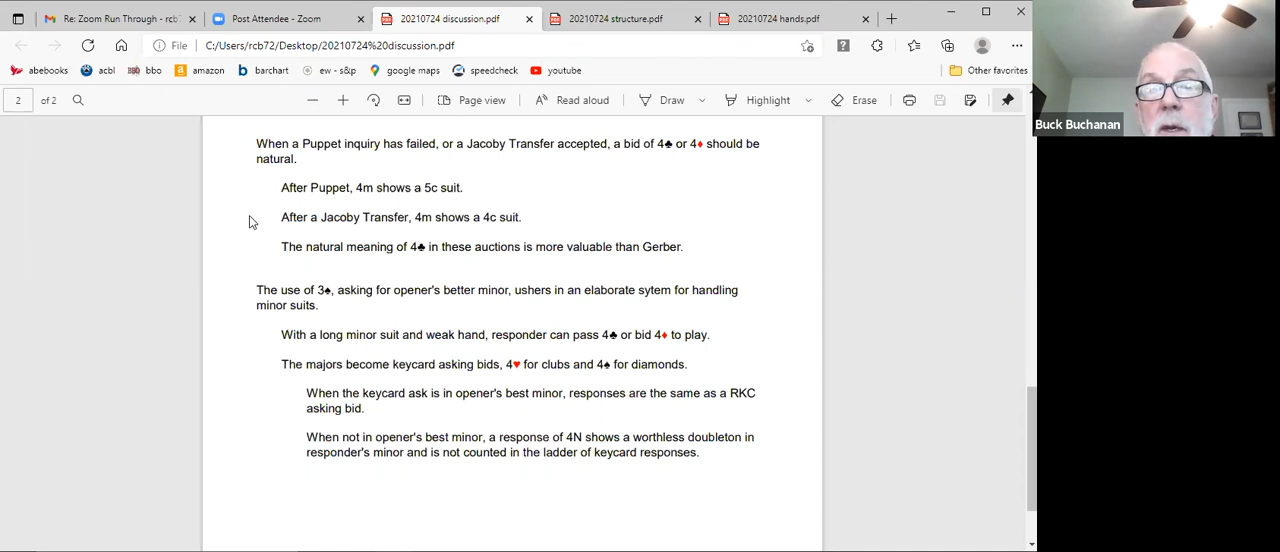 Re: Zoom Run Through - rcb7
Post Attendee - Zoom
20210724 discussion.pdf
20210724 structure.pdf
20210724 hands.pdf
File
C:/Users/rcb72/Desktop/20210724%20discussion.pdf
abebooks
acbl
bbo
amazon
barchart
ew - s&p
google maps
speedcheck
youtube
Other favorites
2 of 2
Page view
Read aloud
Draw
Highlight
Erase
Buck Buchanan
When a Puppet inquiry has failed, or a Jacoby Transfer accepted, a bid of 4♣ or 4♦ should be
natural.
After Puppet, 4m shows a 5c suit.
After a Jacoby Transfer, 4m shows a 4c suit.
The natural meaning of 4♣ in these auctions is more valuable than Gerber.
The use of 3♠, asking for opener's better minor, ushers in an elaborate sytem for handling
minor suits.
With a long minor suit and weak hand, responder can pass 4♣ or bid 4♦ to play.
The majors become keycard asking bids, 4♥ for clubs and 4♠ for diamonds.
When the keycard ask is in opener's best minor, responses are the same as a RKC
asking bid.
When not in opener's best minor, a response of 4N shows a worthless doubleton in
responder's minor and is not counted in the ladder of keycard responses.